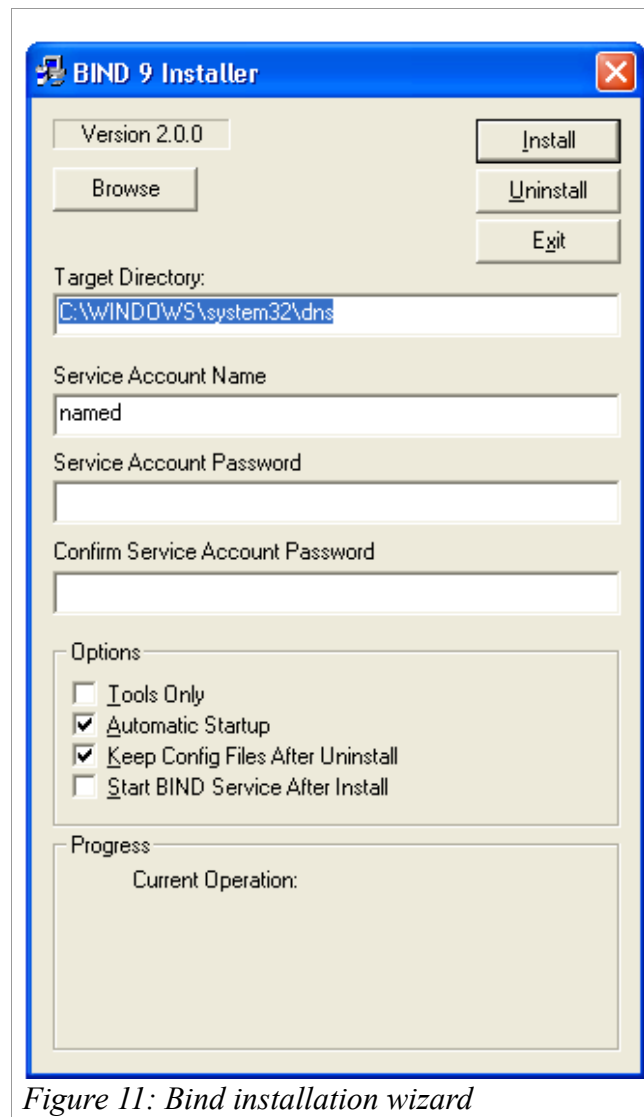 BIND 9 Installer
Version 2.0.0
Install
Browse
Uninstall
Exit
Target Directory:
C:\WINDOWS\system32\dns
Service Account Name
named
Service Account Password
Confirm Service Account Password
Options
Tools Only
Automatic Startup
Keep Config Files After Uninstall
Start BIND Service After Install
Progress
Current Operation:
Figure 11: Bind installation wizard